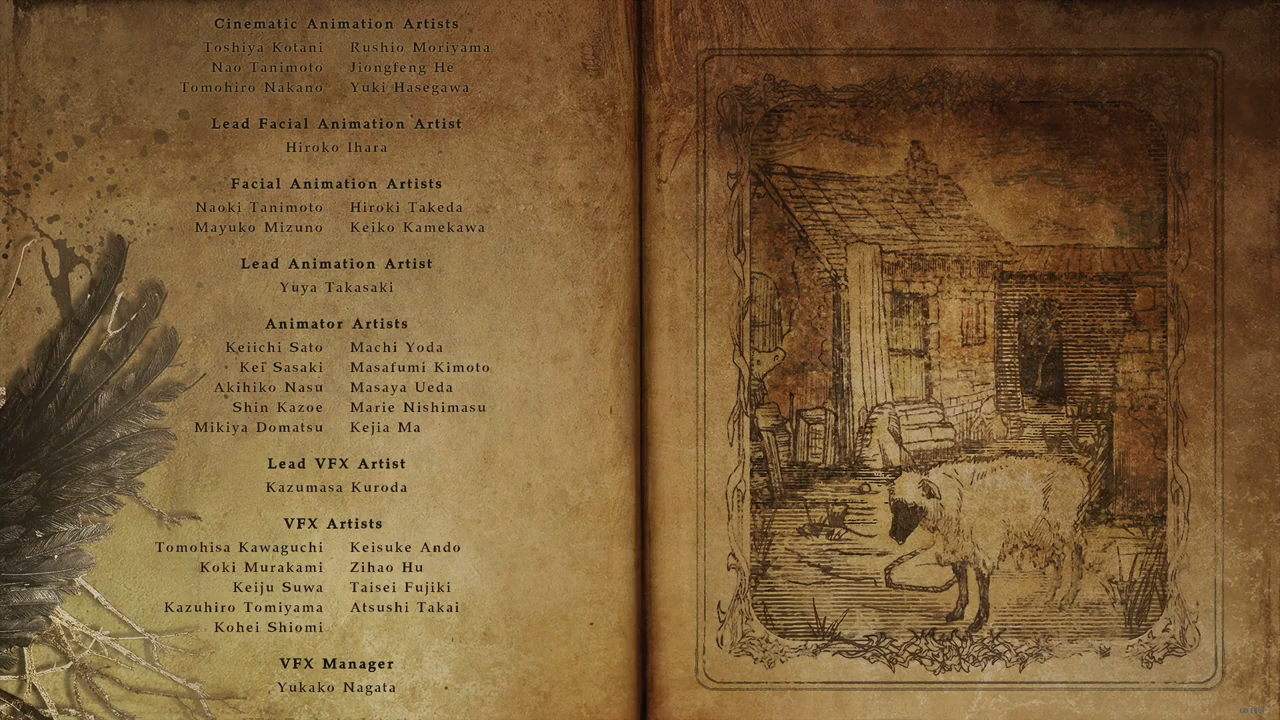 Cinematic Animation Artists
Toshiya Kotani Rushio Moriyama
Nao Tanimoto Jiongfeng He
Tomohiro Nakano Yuki Hasegawa
Lead Facial Animation Artist
Hiroko Ihara
Facial Animation Artists
Naoki Tanimoto Hiroki Takeda
Mayuko Mizuno Keiko Kamekawa
Lead Animation Artist
Yuya Takasaki
Animator Artists
Keiichi Sato Machi Yoda
Kei Sasaki Masafumi Kimoto
Akihiko Nasu Masaya Ueda
Shin Kazoe Marie Nishimasu
Mikiya Domatsu Kejia Ma
Lead VFX Artist
Kazumasa Kuroda
VFX Artists
Tomohisa Kawaguchi Keisuke Ando
Koki Murakami Zihao Hu
Keiju Suwa Taisei Fujiki
Kazuhiro Tomiyama Atsushi Takai
Kohei Shiomi
VFX Manager
Yukako Nagata